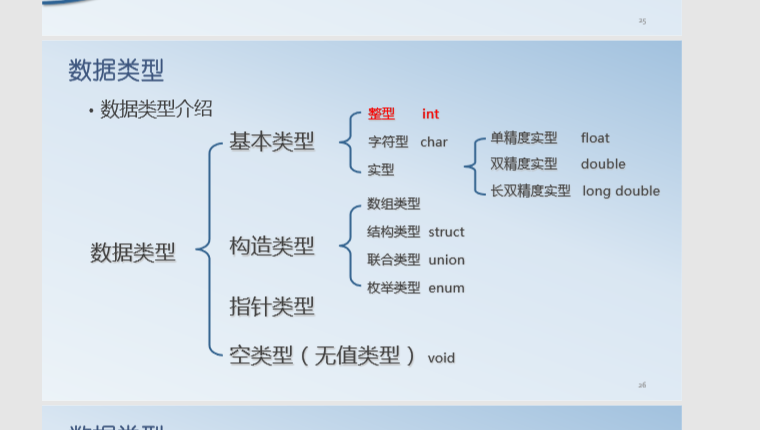 25
数据类型
•数据类型介绍
基本类型
整型 int
字符型 char
实型
单精度实型 float
双精度实型 double
长双精度实型 long double
数据类型
构造类型
数组类型
结构类型 struct
联合类型 union
枚举类型 enum
指针类型
空类型（无值类型） void
26
数据类型